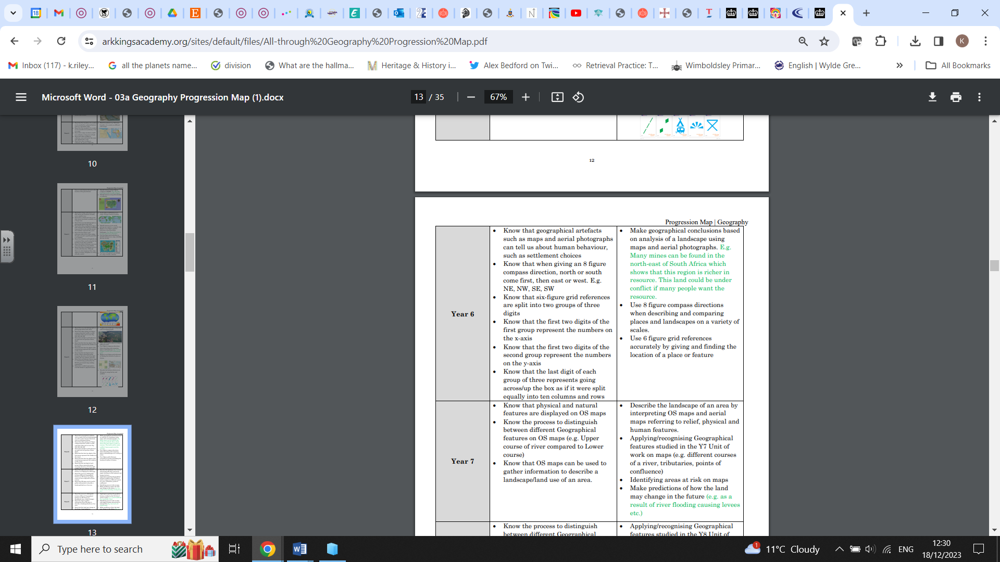 18
arkkingsacademy.org/sites/default/files/All-through%20Geography%20Progression%20Map.pdf
K
Inbox (117) - k.riley...
all the planets name...
division
What are the hallma...
Heritage & History i...
Alex Bedford on Twi...
Retrieval Practice: T...
Wimboldsley Primar...
English | Wylde Gre...
All Bookmarks
Microsoft Word - 03a Geography Progression Map (1).docx
13 / 35
67%
10
11
12
13
12
Progression Map | Geography
Year 6
• Know that geographical artefacts
such as maps and aerial photographs
can tell us about human behaviour,
such as settlement choices
• Know that when giving an 8 figure
compass direction, north or south
come first, then east or west. E.g.
NE, NW, SE, SW
• Know that six-figure grid references
are split into two groups of three
digits
• Know that the first two digits of the
first group represent the numbers on
the x-axis
• Know that the first two digits of the
second group represent the numbers
on the y-axis
• Know that the last digit of each
group of three represents going
across/up the box as if it were split
equally into ten columns and rows
• Make geographical conclusions based
on analysis of a landscape using
maps and aerial photographs. E.g.
Many mines can be found in the
north-east of South Africa which
shows that this region is richer in
resource. This land could be under
conflict if many people want the
resource.
• Use 8 figure compass directions
when describing and comparing
places and landscapes on a variety of
scales.
• Use 6 figure grid references
accurately by giving and finding the
location of a place or feature
Year 7
• Know that physical and natural
features are displayed on OS maps
• Know the process to distinguish
between different Geographical
features on OS maps (e.g. Upper
course of river compared to Lower
course)
• Know that OS maps can be used to
gather information to describe a
landscape/land use of an area.
• Describe the landscape of an area by
interpreting OS maps and aerial
maps referring to relief, physical and
human features.
• Applying/recognising Geographical
features studied in the Y7 Unit of
work on maps (e.g. different courses
of a river, tributaries, points of
confluence)
• Identifying areas at risk on maps
• Make predictions of how the land
may change in the future (e.g. as a
result of river flooding causing levees
etc.)
• Know the process to distinguish
between different Geographical
• Applying/recognising Geographical
features studied in the Y8 Unit of
Type here to search
1
11°C Cloudy
ENG
12:30
18/12/2023